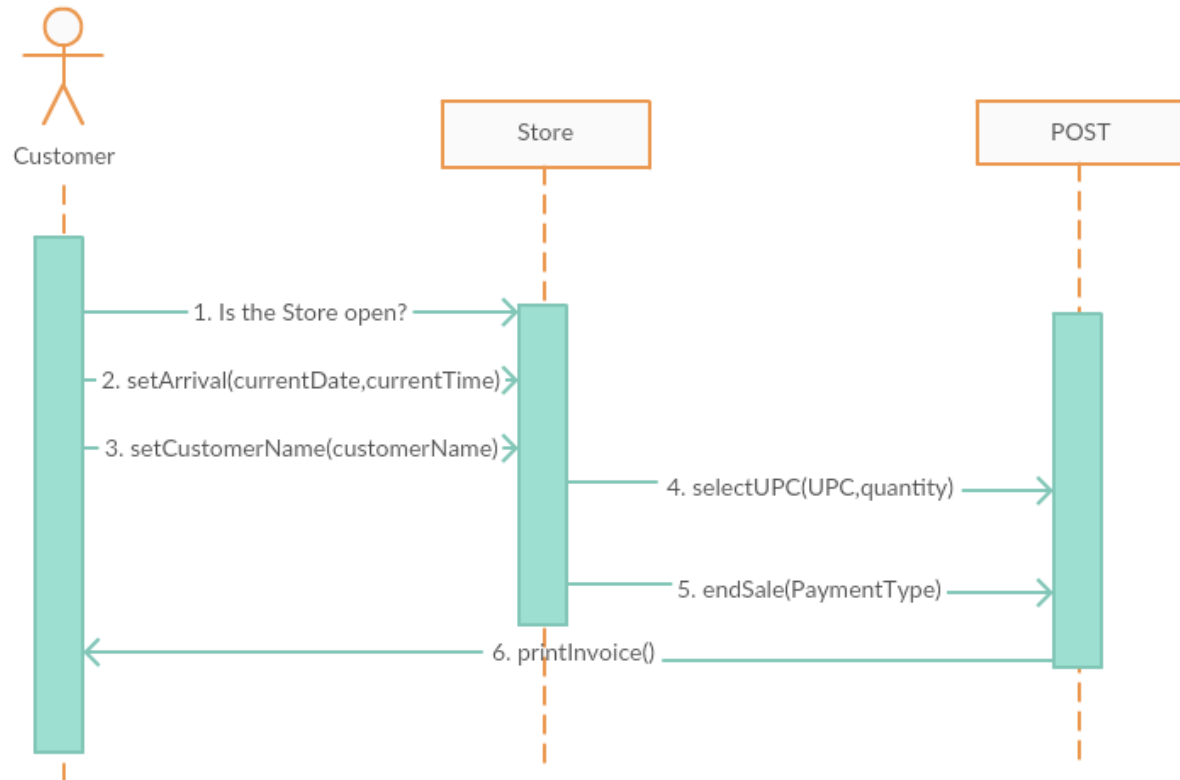 Customer
Store
POST
1. Is the Store open?
2. setArrival(currentDate,currentTime)
3. setCustomerName(customerName)
4. selectUPC(UPC,quantity)
5. endSale(PaymentType)
6. printInvoice()